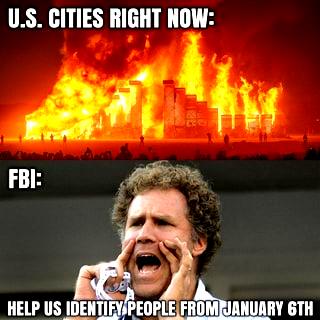 U.S. CITIES RIGHT NOW:
FBI:
HELP US IDENTIFY PEOPLE FROM JANUARY 6TH